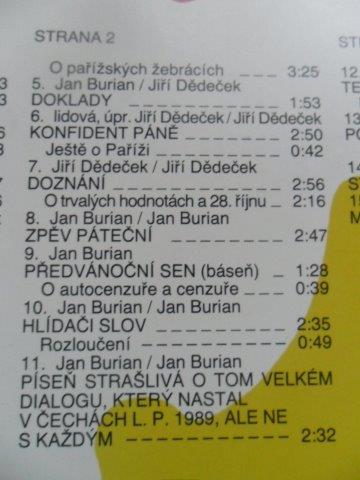 STRANA 2
O pařížských žebrácích --- 3:25
5. Jan Burian / Jiří Dědeček
DOKLADY ------------ 1:53
6. lidová, úpr. Jiří Dědeček / Jiří Dědeček
KONFIDENT PÁNĚ ------ 2:50
Ještě o Paříži ------ 0:42
7. Jiří Dědeček / Jiří Dědeček
DOZNÁNÍ ------------ 2:56
O trvalých hodnotách a 28. říjnu - 2:16
8. Jan Burian / Jan Burian
ZPĚV PÁTEČNÍ -------- 2:47
9. Jan Burian
PŘEDVÁNOČNÍ SEN (báseň) -- 1:28
O autocenzuře a cenzuře ---- 0:39
10. Jan Burian / Jan Burian
HLÍDAČI SLOV --------- 2:35
Rozloučení --------- 0:49
11. Jan Burian / Jan Burian
PÍSEŇ STRAŠLIVÁ O TOM VELKÉM
DIALOGU, KTERÝ NASTAL
V ČECHÁCH L. P. 1989, ALE NE
S KAŽDÝM ------------ 2:32